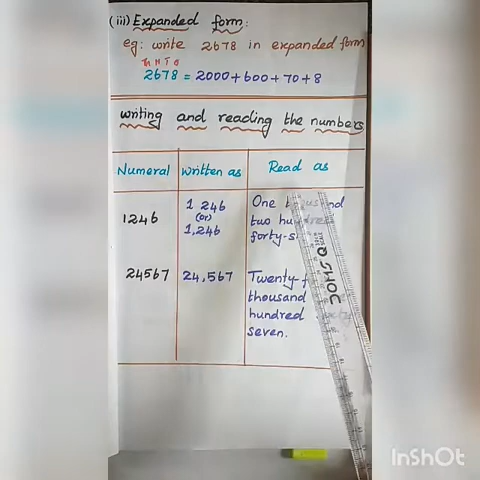 (iii) Expanded form:
eg: write 2678 in expanded form
Th H T O
2678 = 2000+600+70+8
writing and reading the numbers
Numeral written as Read as
1246 1 246 (or) 1,246 One two forty-
24567 24,567 Twenty- thousand hundred seven.
InShOt